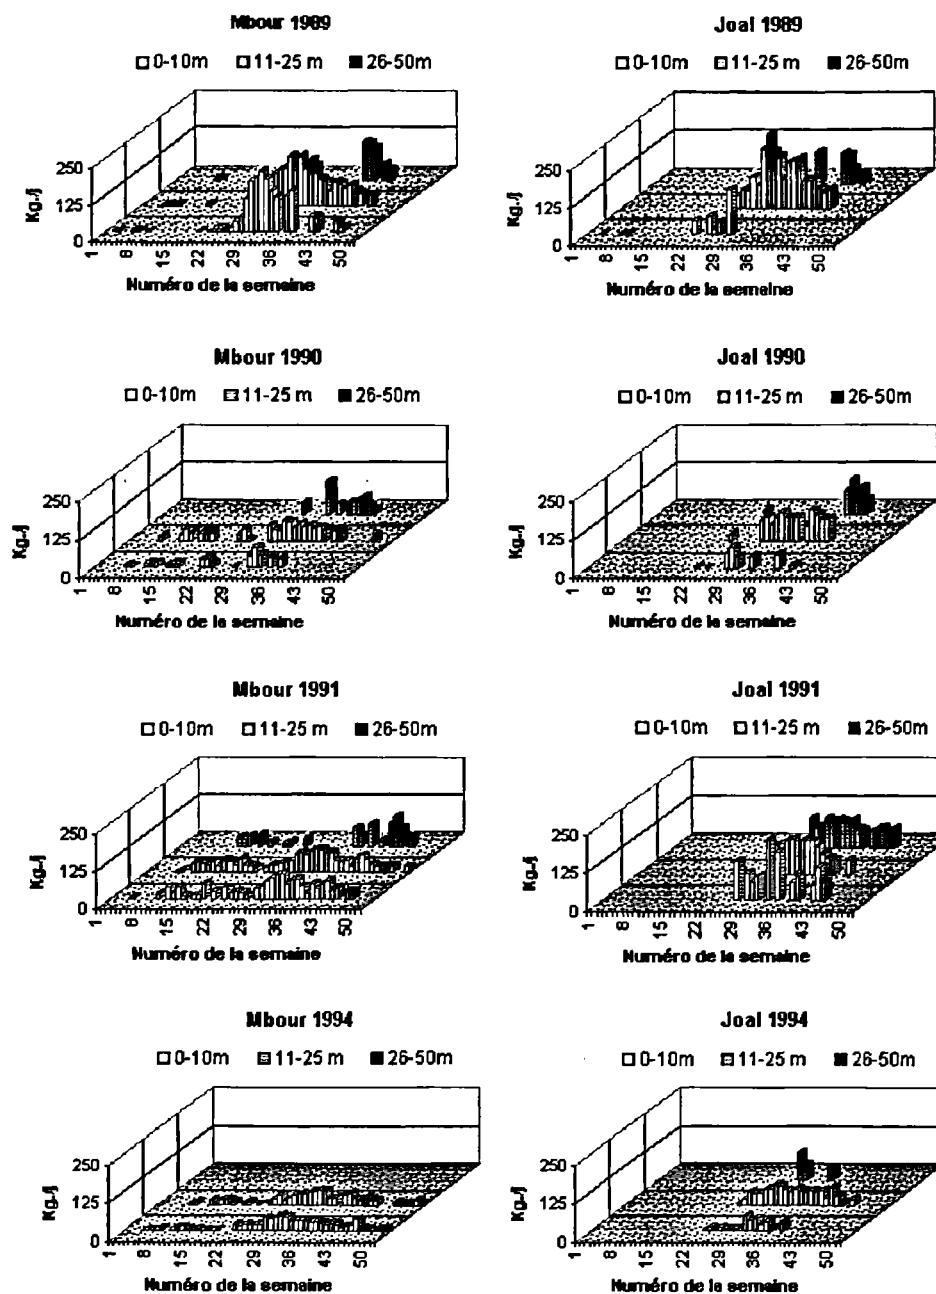 Mbour 1989
0-10m 11-25 m 26-50m
Kg./j
250
125
0
1 8 15 22 29 36 43 50
Numéro de la semaine
Joal 1989
0-10m 11-25 m 26-50m
Kg./j
250
125
0
1 8 15 22 29 36 43 50
Numéro de la semaine
Mbour 1990
0-10m 11-25 m 26-50m
Kg./j
250
125
0
1 8 15 22 29 36 43 50
Numéro de la semaine
Joal 1990
0-10m 11-25 m 26-50m
Kg./j
250
125
0
1 8 15 22 29 36 43 50
Numéro de la semaine
Mbour 1991
0-10m 11-25 m 26-50m
Kg./j
250
125
0
1 8 15 22 29 36 43 50
Numéro de la semaine
Joal 1991
0-10m 11-25 m 26-50m
Kg./j
250
125
0
1 8 15 22 29 36 43 50
Numéro de la semaine
Mbour 1994
0-10m 11-25 m 26-50m
Kg./j
250
125
0
1 8 15 22 29 36 43 50
Numéro de la semaine
Joal 1994
0-10m 11-25 m 26-50m
Kg./j
250
125
0
1 8 15 22 29 36 43 50
Numéro de la semaine